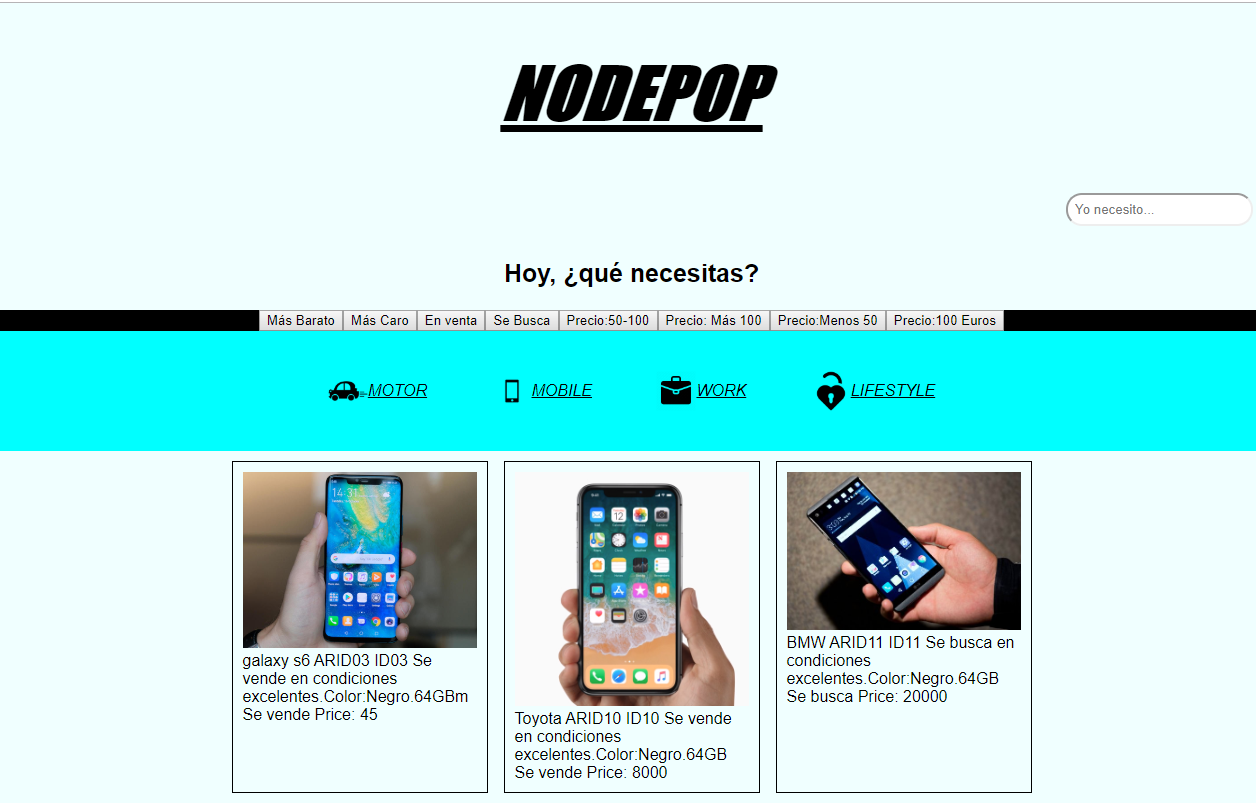 NODEPOP
Yo necesito...
Hoy, ¿qué necesitas?
Más Barato Más Caro En venta Se Busca Precio:50-100 Precio: Más 100 Precio:Menos 50 Precio:100 Euros
MOTOR MOBILE WORK LIFESTYLE
14:31
galaxy s6 ARID03 ID03 Se
vende en condiciones
excelentes.Color:Negro.64GBm
Se vende Price: 45
12
Toyota ARID10 ID10 Se vende
en condiciones
excelentes.Color:Negro.64GB
Se vende Price: 8000
BMW ARID11 ID11 Se busca en
condiciones
excelentes.Color:Negro.64GB
Se busca Price: 20000